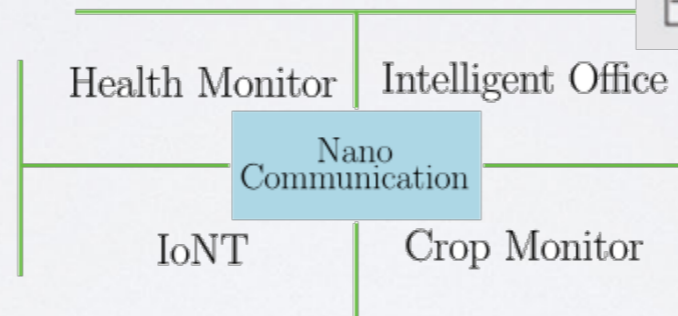 Health Monitor
Intelligent Office
Nano
Communication
IoNT
Crop Monitor